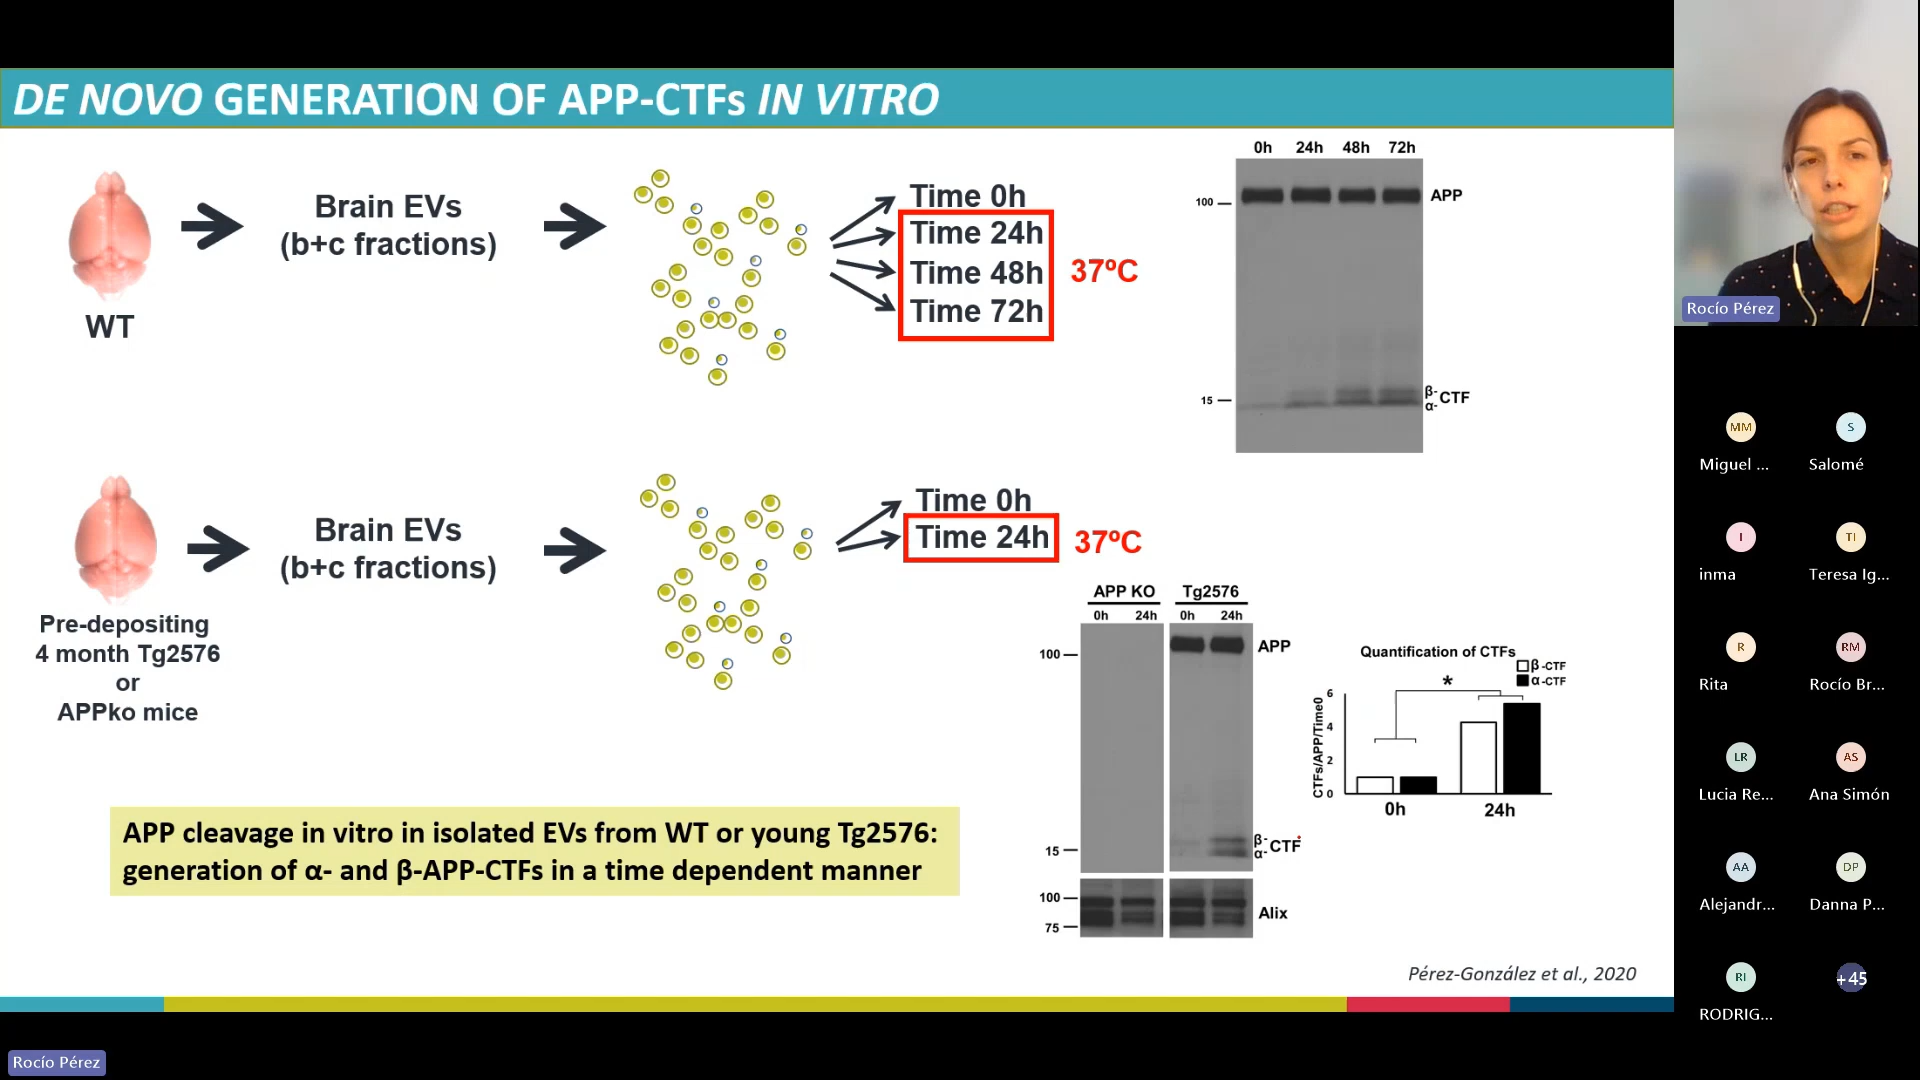 DE NOVO GENERATION OF APP-CTFs IN VITRO
WT
Brain EVs
(b+c fractions)
Time 0h
Time 24h
Time 48h
Time 72h
37ºC
0h 24h 48h 72h
100
APP
15
β-
α-
CTF
Pre-depositing
4 month Tg2576
or
APPko mice
Brain EVs
(b+c fractions)
Time 0h
Time 24h
37ºC
APP KO Tg2576
0h 24h 0h 24h
100
APP
15
β-
α-
CTF
100
75
Alix
Quantification of CTFs
β-CTF
α-CTF
*
CTFs/APP/Time0
6
4
2
0
0h 24h
APP cleavage in vitro in isolated EVs from WT or young Tg2576:
generation of α- and β-APP-CTFs in a time dependent manner
Pérez-González et al., 2020
Rocío Pérez
Rocío Pérez
MM
Miguel ...
S
Salomé
I
inma
TI
Teresa Ig...
R
Rita
RM
Rocío Br...
LR
Lucia Re...
AS
Ana Simón
AA
Alejandr...
DP
Danna P...
RI
RODRIG...
+45